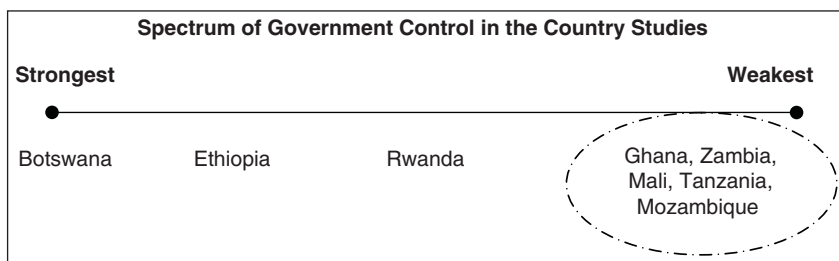 Spectrum of Government Control in the Country Studies
Strongest Weakest
Botswana Ethiopia Rwanda Ghana, Zambia,
Mali, Tanzania,
Mozambique